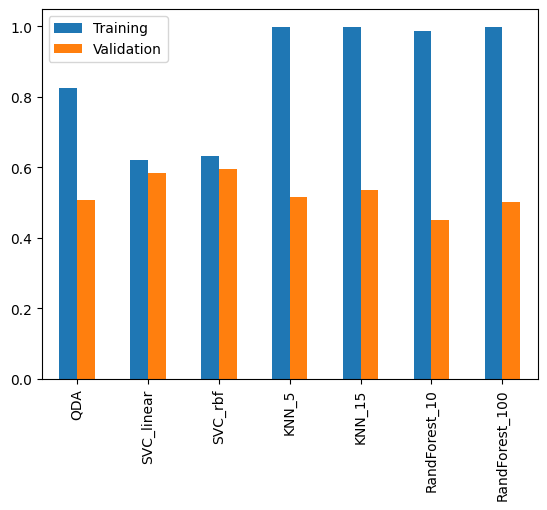 Training
Validation
1.0
0.8
0.6
0.4
0.2
0.0
QDA
SVC_linear
SVC_rbf
KNN_5
KNN_15
RandForest_10
RandForest_100